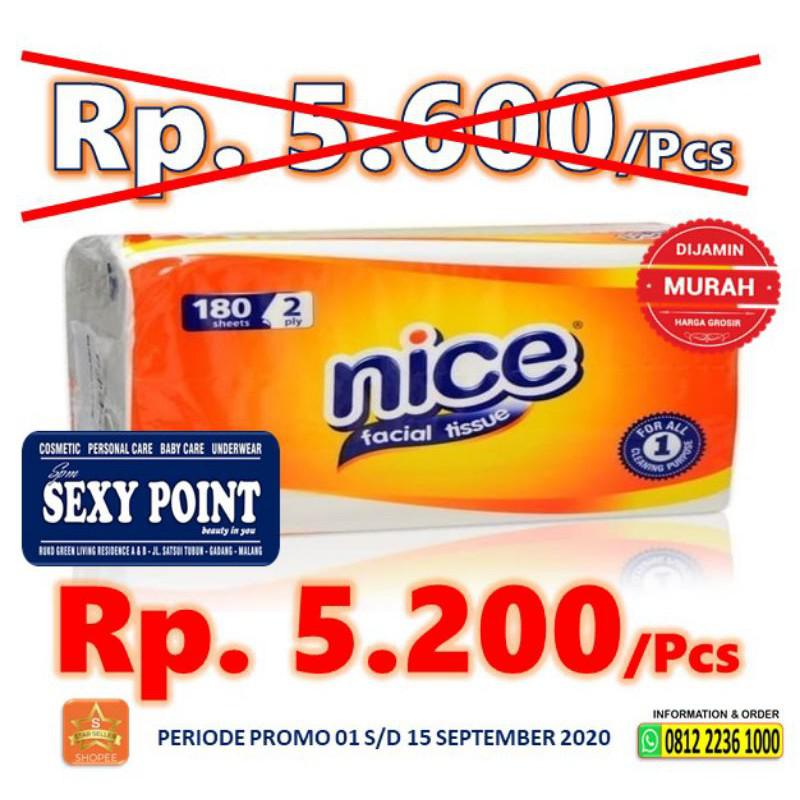 Rp. 5.600/Pcs
DIJAMIN
MURAH
HARGA GROSIR
180 2
sheets ply
nice®
facial tissue
FOR ALL
1
CLEANING PURPOSE
COSMETIC PERSONAL CARE BABY CARE UNDERWEAR
Spm
SEXY POINT
beauty in you
RUKO GREEN LIVING RESIDENCE A & B - JL. SATSUI TUBUN - GADANG - MALANG
Rp. 5.200/Pcs
S
STAR SELLER
SHOPEE
PERIODE PROMO 01 S/D 15 SEPTEMBER 2020
INFORMATION & ORDER
0812 2236 1000